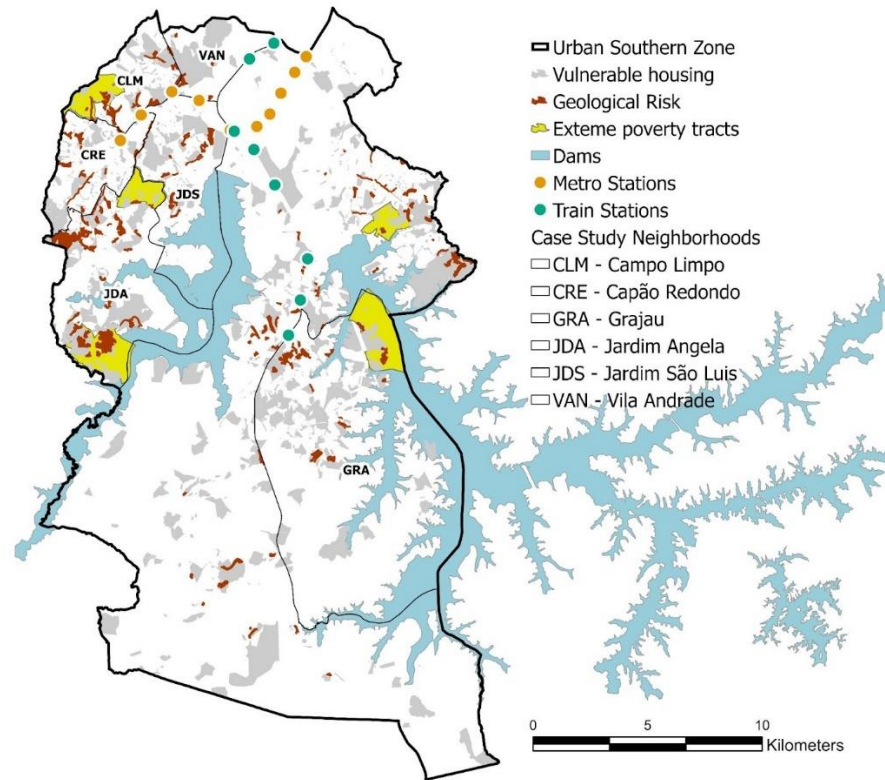 VAN
CLM
CRE
JDS
JDA
GRA
Urban Southern Zone
Vulnerable housing
Geological Risk
Exteme poverty tracts
Dams
Metro Stations
Train Stations
Case Study Neighborhoods
CLM - Campo Limpo
CRE - Capão Redondo
GRA - Grajau
JDA - Jardim Angela
JDS - Jardim São Luis
VAN - Vila Andrade
0 5 10
Kilometers